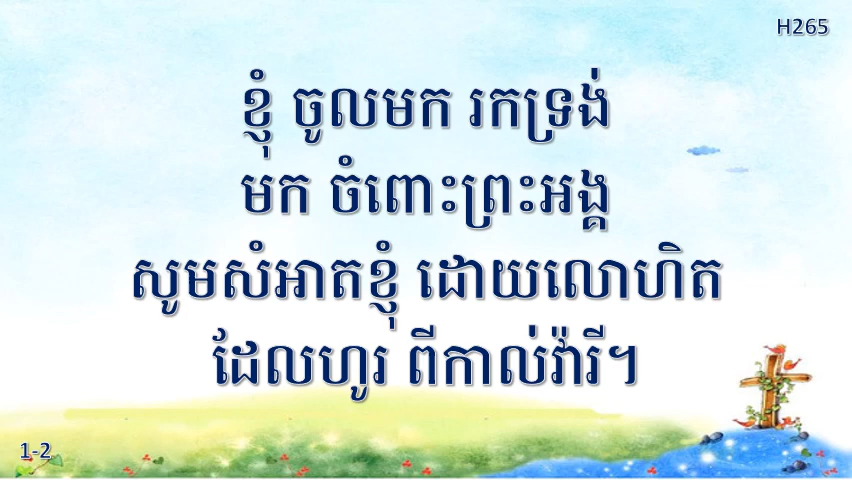 H265
ខ្ញុំ ចូលមក រកទ្រង់
មក ចំពោះព្រះអង្គ
សូមសំអាតខ្ញុំ ដោយលោហិត
ដែលហូរ ពីកាល់វ៉ារី។
1-2